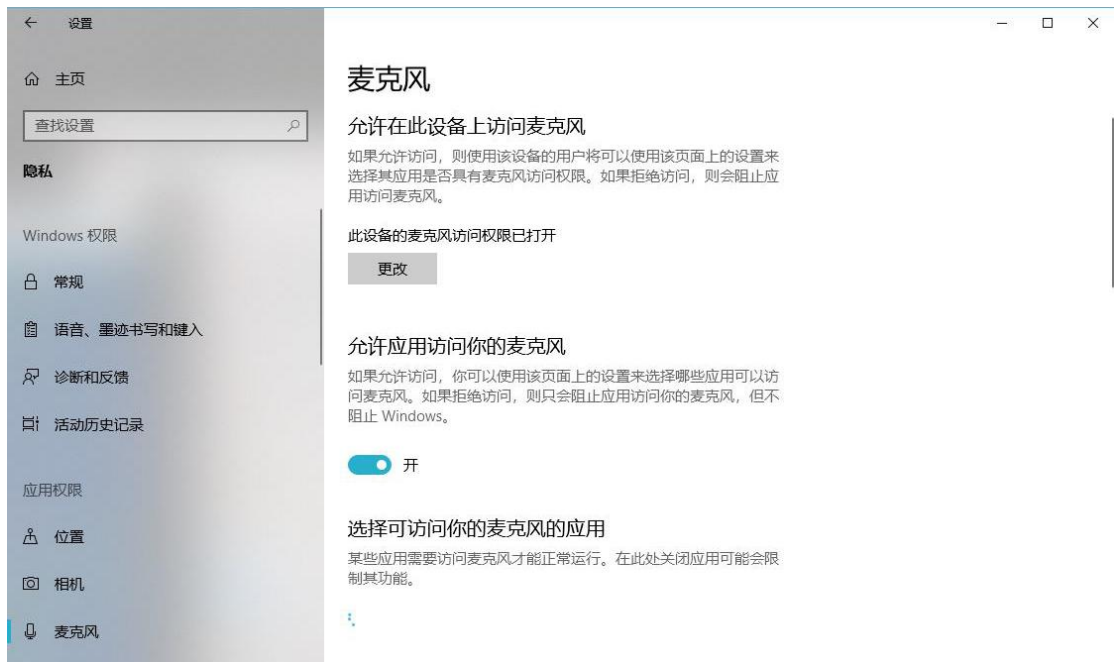 设置
主页
查找设置
隐私
Windows 权限
常规
语音、墨迹书写和键入
诊断和反馈
活动历史记录
应用权限
位置
相机
麦克风
麦克风
允许在此设备上访问麦克风
如果允许访问，则使用该设备的用户将可以使用该页面上的设置来
选择其应用是否具有麦克风访问权限。如果拒绝访问，则会阻止应
用访问麦克风。
此设备的麦克风访问权限已打开
更改
允许应用访问你的麦克风
如果允许访问，你可以使用该页面上的设置来选择哪些应用可以访
问麦克风。如果拒绝访问，则只会阻止应用访问你的麦克风，但不
阻止 Windows。
开
选择可访问你的麦克风的应用
某些应用需要访问麦克风才能正常运行。在此处关闭应用可能会限
制其功能。